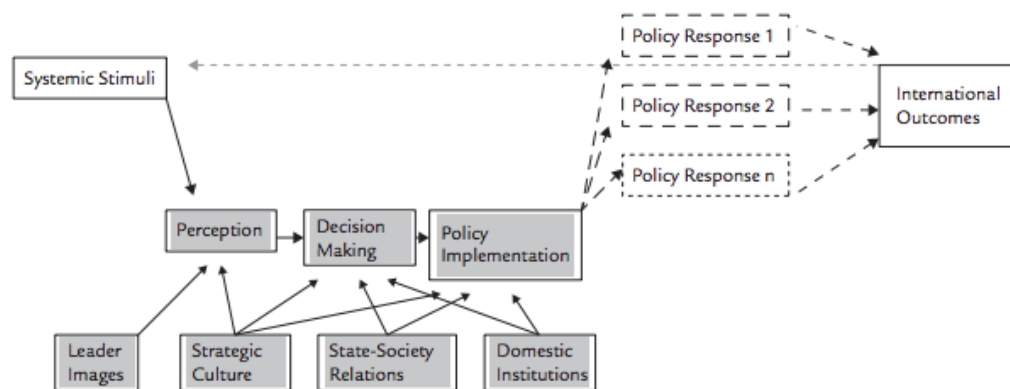 Policy Response 1
Systemic Stimuli
Policy Response 2
International
Outcomes
Policy Response n
Perception
Decision
Making
Policy
Implementation
Leader
Images
Strategic
Culture
State-Society
Relations
Domestic
Institutions